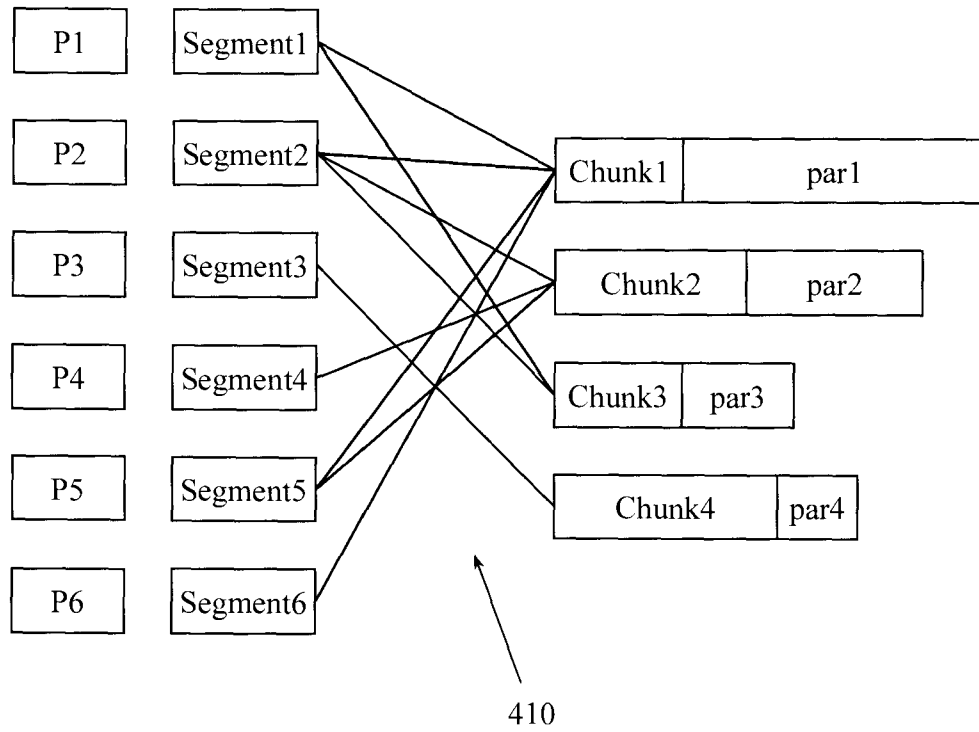 P1 Segment1
P2 Segment2 Chunk1 par1
P3 Segment3 Chunk2 par2
P4 Segment4 Chunk3 par3
P5 Segment5 Chunk4 par4
P6 Segment6
410